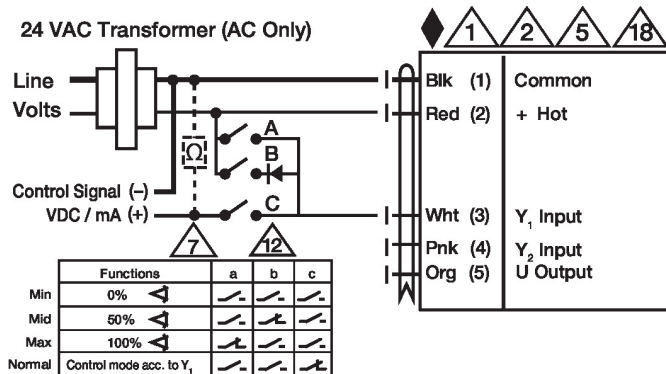 24 VAC Transformer (AC Only)
1 2 5 18
Line
Volts
Blk (1) Common
Red (2) + Hot
A
B
C
Ω
Control Signal (–)
VDC / mA (+)
Wht (3) Y1 Input
Pnk (4) Y2 Input
Org (5) U Output
7 12
Functions a b c
Min 0%
Mid 50%
Max 100%
Normal Control mode acc. to Y1